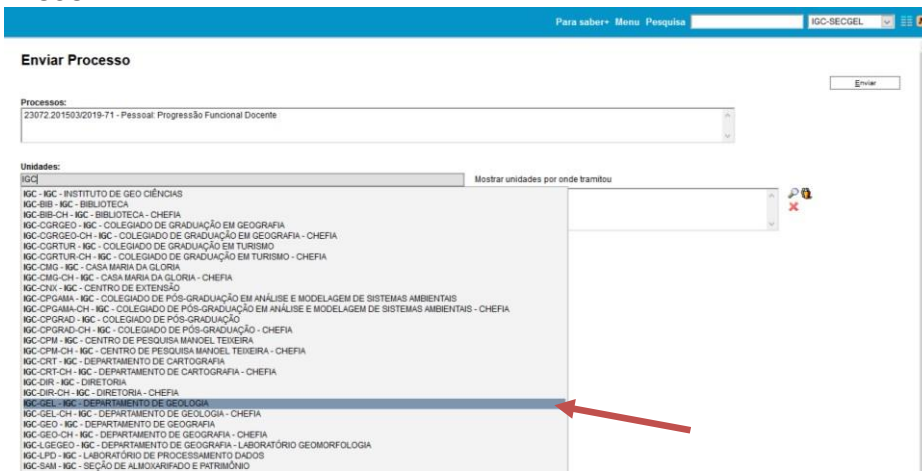 Para saber+ Menu Pesquisa IGC-SECGEL
Enviar Processo
Enviar
Processos:
23072.201503/2019-71 - Pessoal: Progressão Funcional Docente
Unidades:
IGC Mostrar unidades por onde tramitou
IGC - IGC - INSTITUTO DE GEO CIÊNCIAS
IGC-BIB - IGC - BIBLIOTECA
IGC-BIB-CH - IGC - BIBLIOTECA - CHEFIA
IGC-CGRGEO - IGC - COLEGIADO DE GRADUAÇÃO EM GEOGRAFIA
IGC-CGRGEO-CH - IGC - COLEGIADO DE GRADUAÇÃO EM GEOGRAFIA - CHEFIA
IGC-CGRTUR - IGC - COLEGIADO DE GRADUAÇÃO EM TURISMO
IGC-CGRTUR-CH - IGC - COLEGIADO DE GRADUAÇÃO EM TURISMO - CHEFIA
IGC-CMG - IGC - CASA MARIA DA GLORIA
IGC-CMG-CH - IGC - CASA MARIA DA GLORIA - CHEFIA
IGC-CNX - IGC - CENTRO DE EXTENSÃO
IGC-CPGAMA - IGC - COLEGIADO DE PÓS-GRADUAÇÃO EM ANÁLISE E MODELAGEM DE SISTEMAS AMBIENTAIS
IGC-CPGAMA-CH - IGC - COLEGIADO DE PÓS-GRADUAÇÃO EM ANÁLISE E MODELAGEM DE SISTEMAS AMBIENTAIS - CHEFIA
IGC-CPGRAD - IGC - COLEGIADO DE PÓS-GRADUAÇÃO
IGC-CPGRAD-CH - IGC - COLEGIADO DE PÓS-GRADUAÇÃO - CHEFIA
IGC-CPM - IGC - CENTRO DE PESQUISA MANOEL TEIXEIRA
IGC-CPM-CH - IGC - CENTRO DE PESQUISA MANOEL TEIXEIRA - CHEFIA
IGC-CRT - IGC - DEPARTAMENTO DE CARTOGRAFIA
IGC-CRT-CH - IGC - DEPARTAMENTO DE CARTOGRAFIA - CHEFIA
IGC-DIR - IGC - DIRETORIA
IGC-DIR-CH - IGC - DIRETORIA - CHEFIA
IGC-GEL - IGC - DEPARTAMENTO DE GEOLOGIA
IGC-GEL-CH - IGC - DEPARTAMENTO DE GEOLOGIA - CHEFIA
IGC-GEO - IGC - DEPARTAMENTO DE GEOGRAFIA
IGC-GEO-CH - IGC - DEPARTAMENTO DE GEOGRAFIA - CHEFIA
IGC-LGEGEO - IGC - DEPARTAMENTO DE GEOGRAFIA - LABORATÓRIO GEOMORFOLOGIA
IGC-LPD - IGC - LABORATÓRIO DE PROCESSAMENTO DADOS
IGC-SAM - IGC - SEÇÃO DE ALMOXARIFADO E PATRIMÔNIO